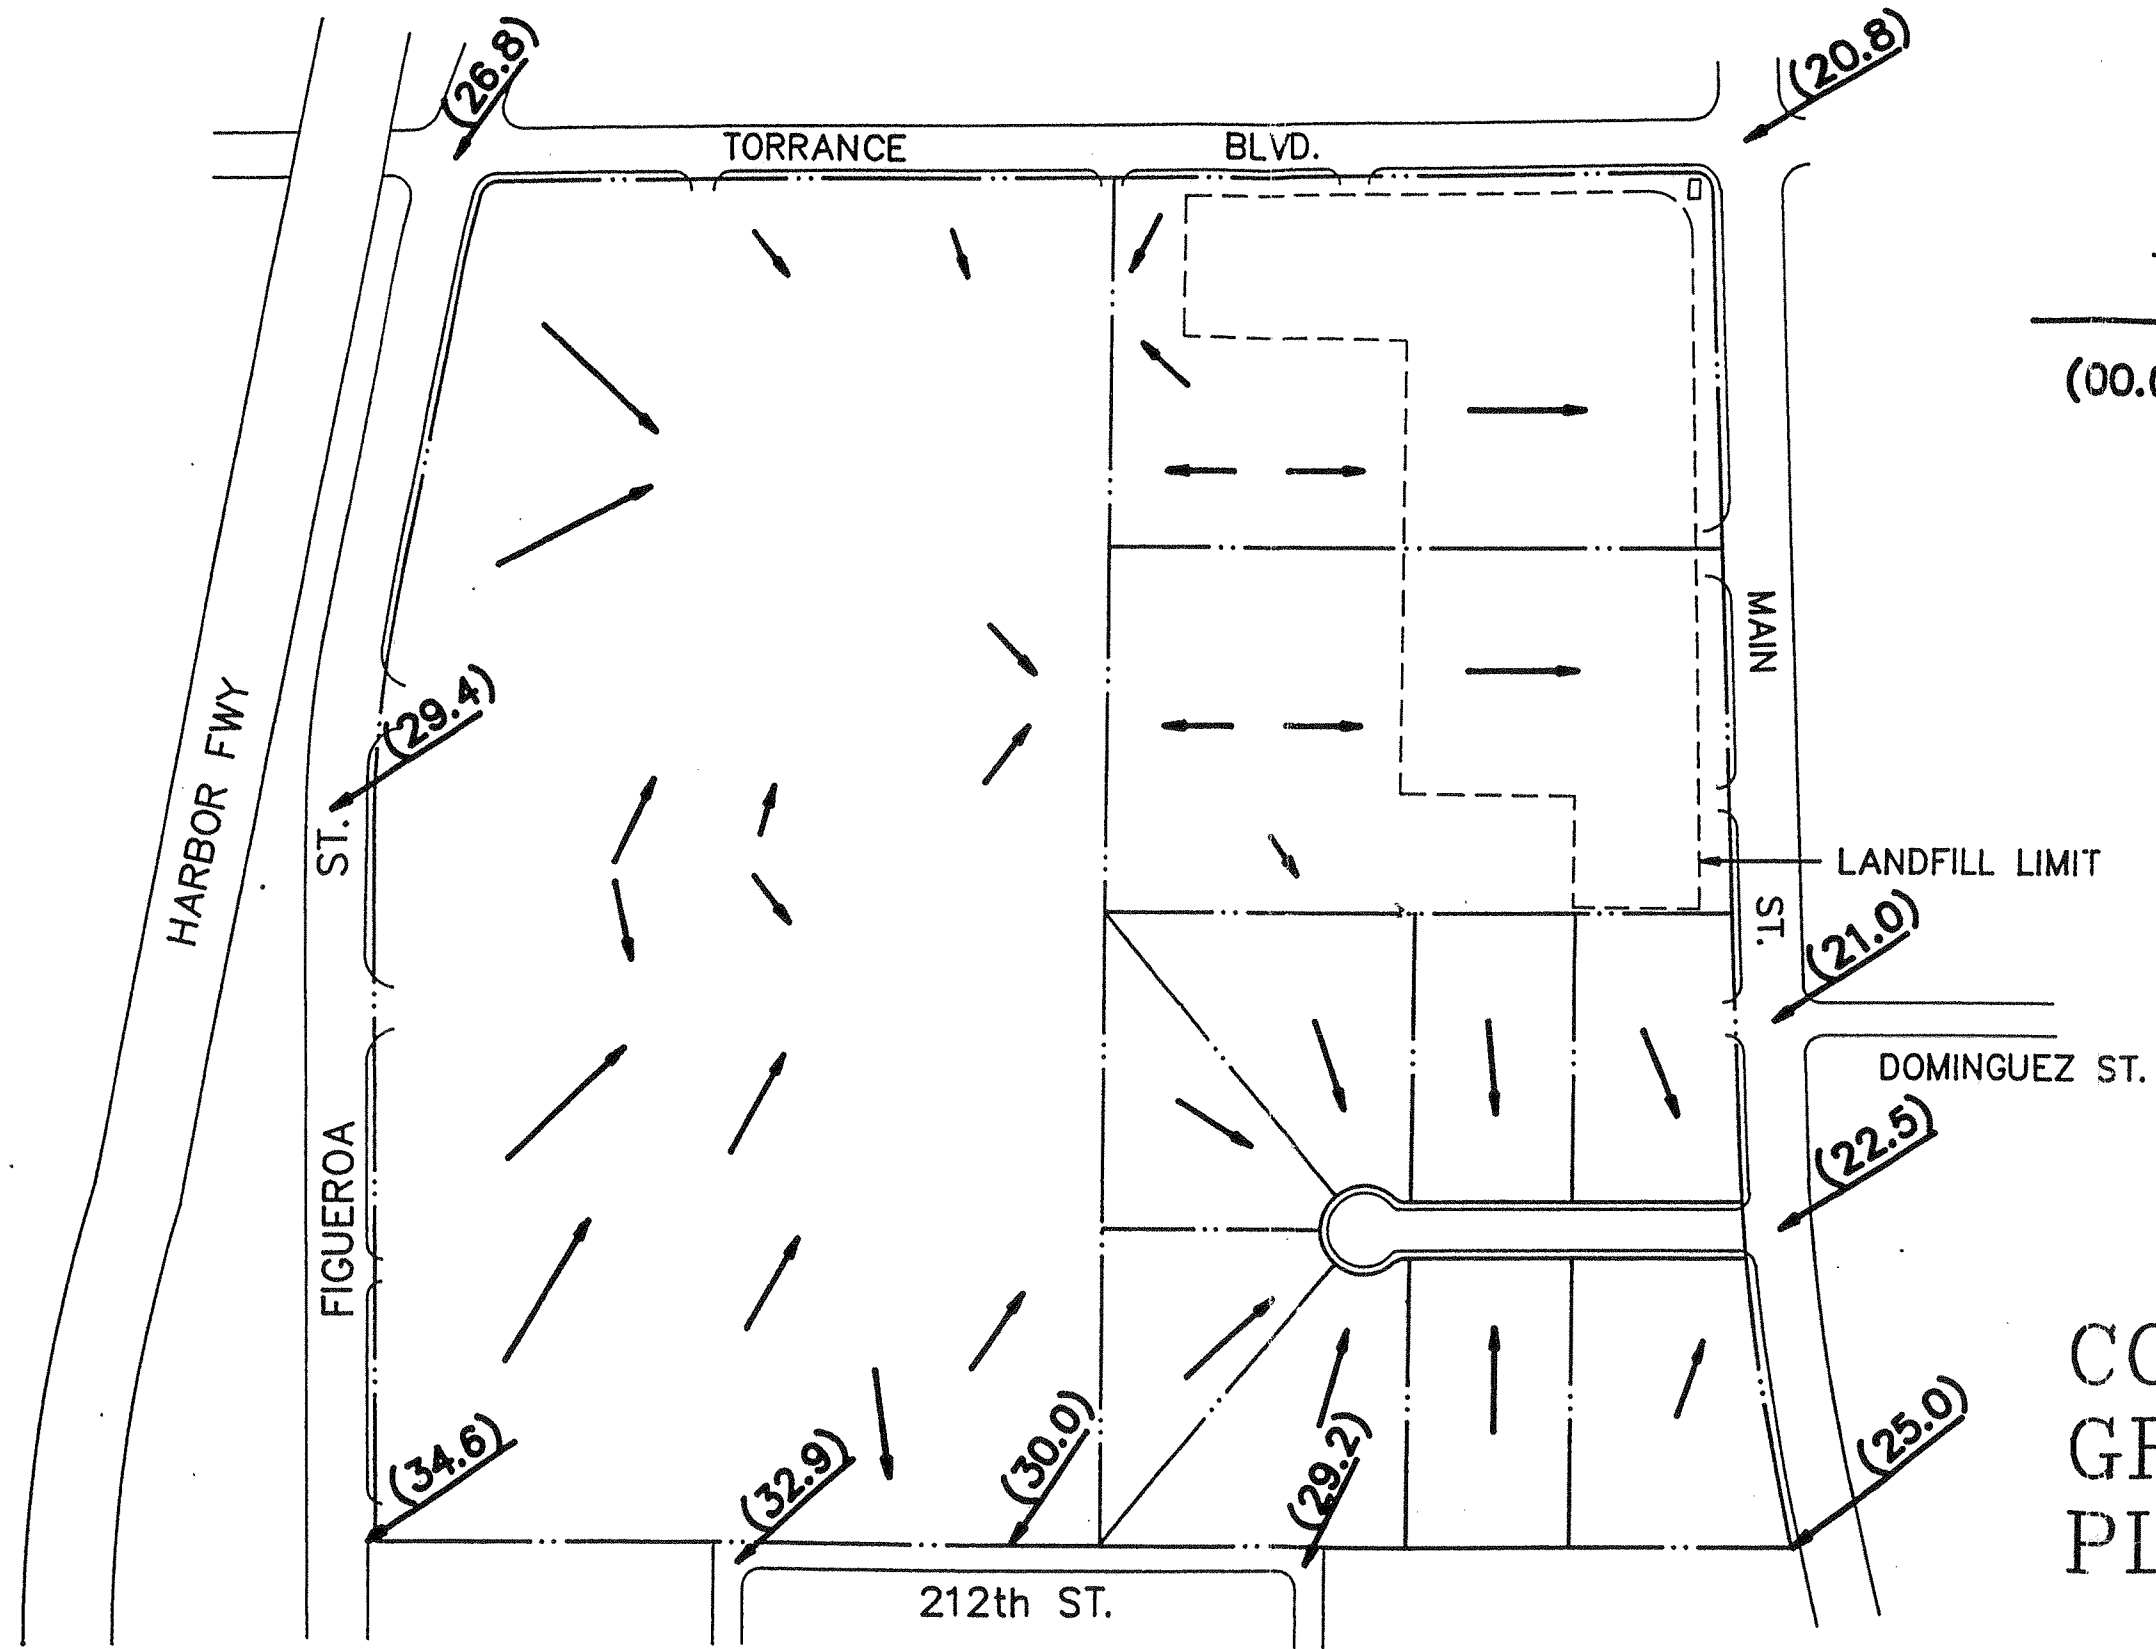 (26.8)
(20.8)
TORRANCE BLVD.
MAIN ST.
(29.4)
HARBOR FWY
FIGUEROA ST.
LANDFILL LIMIT
(21.0)
DOMINGUEZ ST.
(22.5)
(34.6)
(32.9)
(30.0)
(29.2)
(25.0)
212th ST.